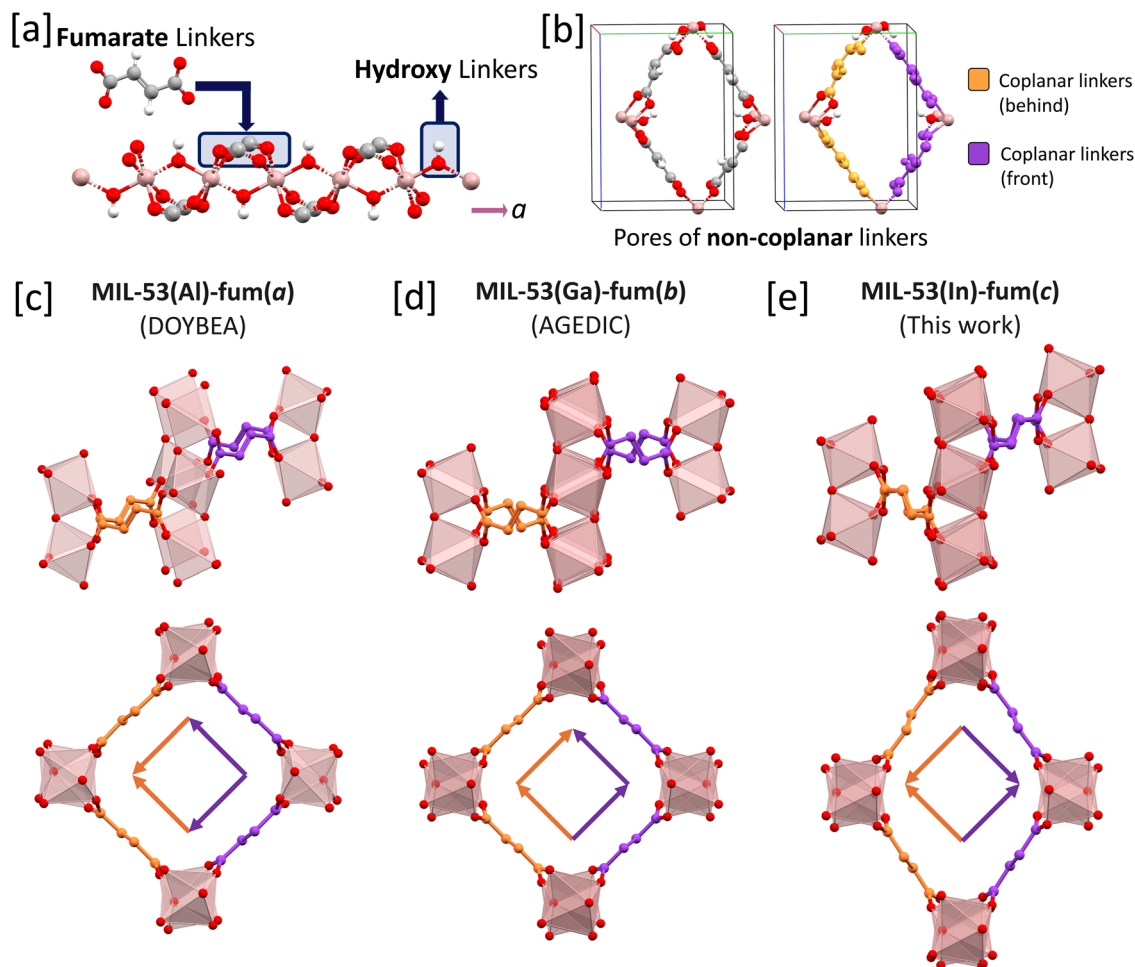 [a]
Fumarate Linkers
Hydroxy Linkers
a
[b]
Coplanar linkers
(behind)
Coplanar linkers
(front)
Pores of non-coplanar linkers
[c]
MIL-53(Al)-fum(a)
(DOYBEA)
[d]
MIL-53(Ga)-fum(b)
(AGEDIC)
[e]
MIL-53(In)-fum(c)
(This work)